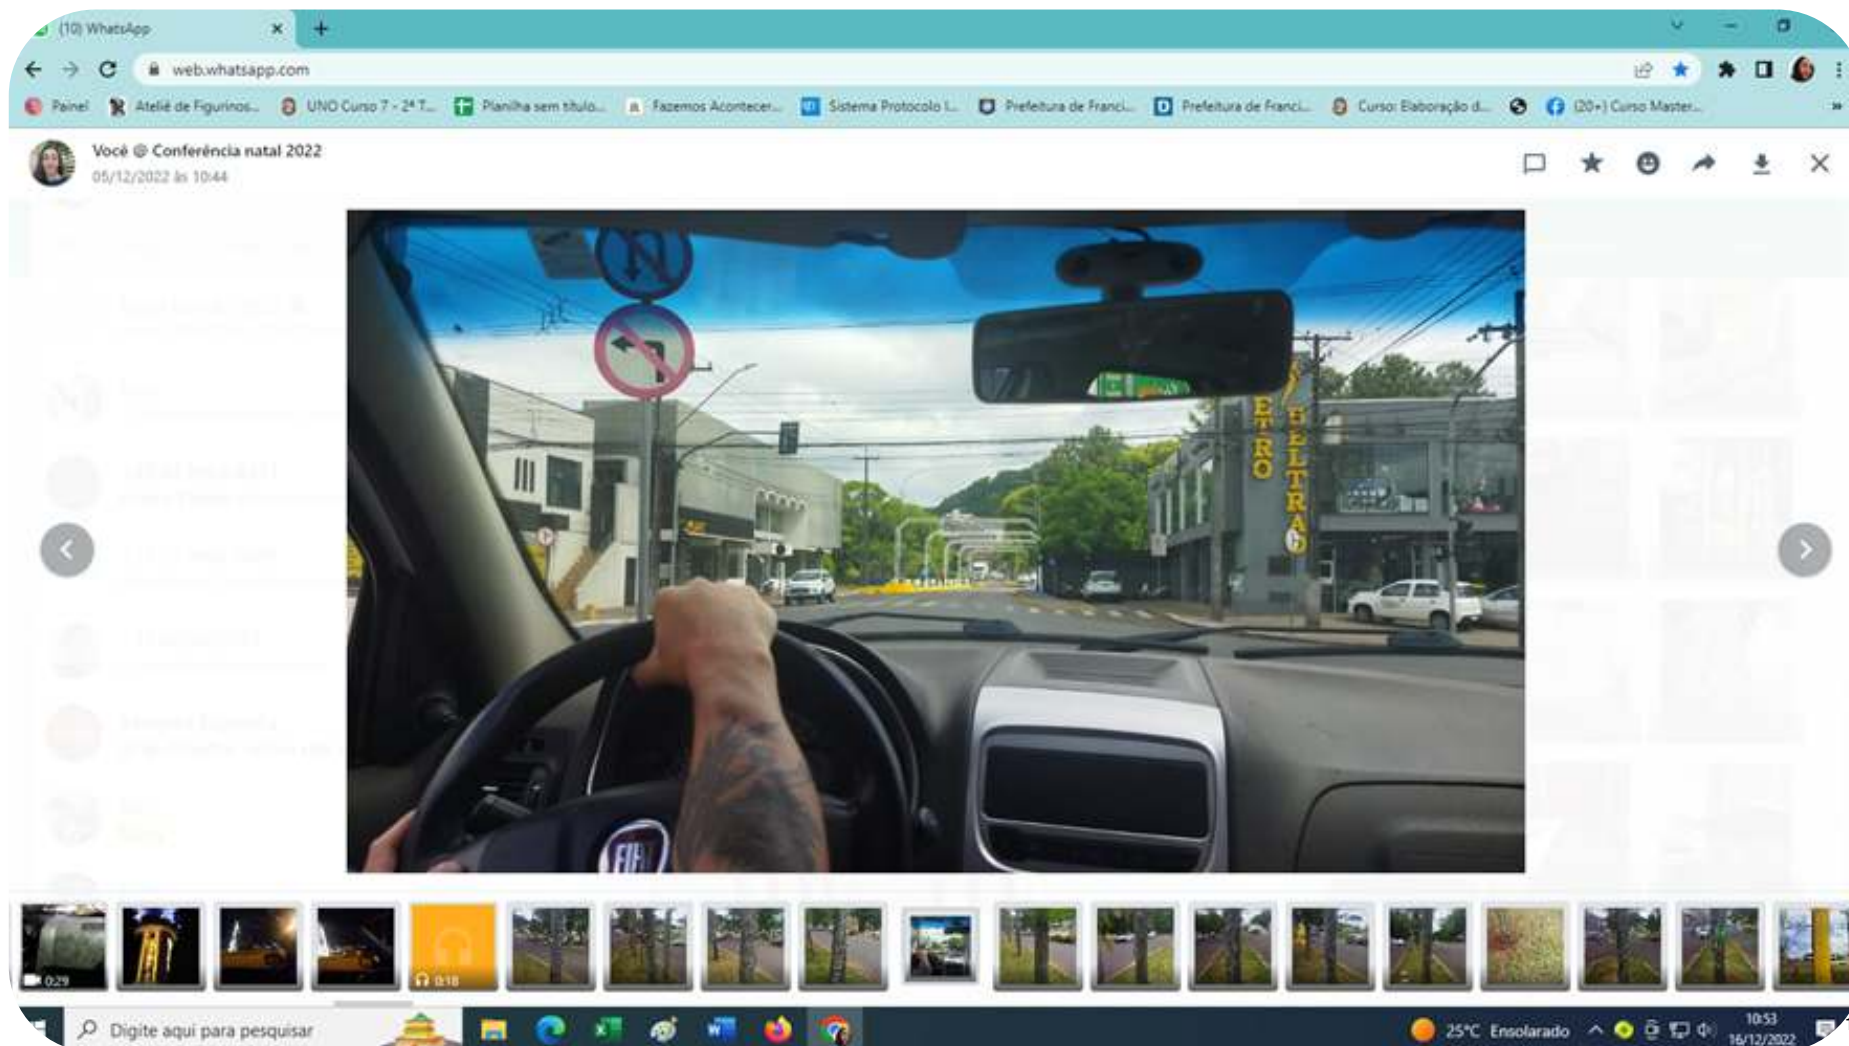 (10) WhatsApp
web.whatsapp.com
Painel
Ateliê de Figurinos...
UNO Curso 7 - 2ª T...
Planilha sem título...
Fazemos Acontecer...
Sistema Protocolo I...
Prefeitura de Franci...
Prefeitura de Franci...
Curso: Elaboração d...
(20+) Curso Master...
Você @ Conferência natal 2022
05/12/2022 às 10:44
ETRO
BELTRAO
FIAT
0:29
0:18
Digite aqui para pesquisar
25°C Ensolarado
10:53
16/12/2022